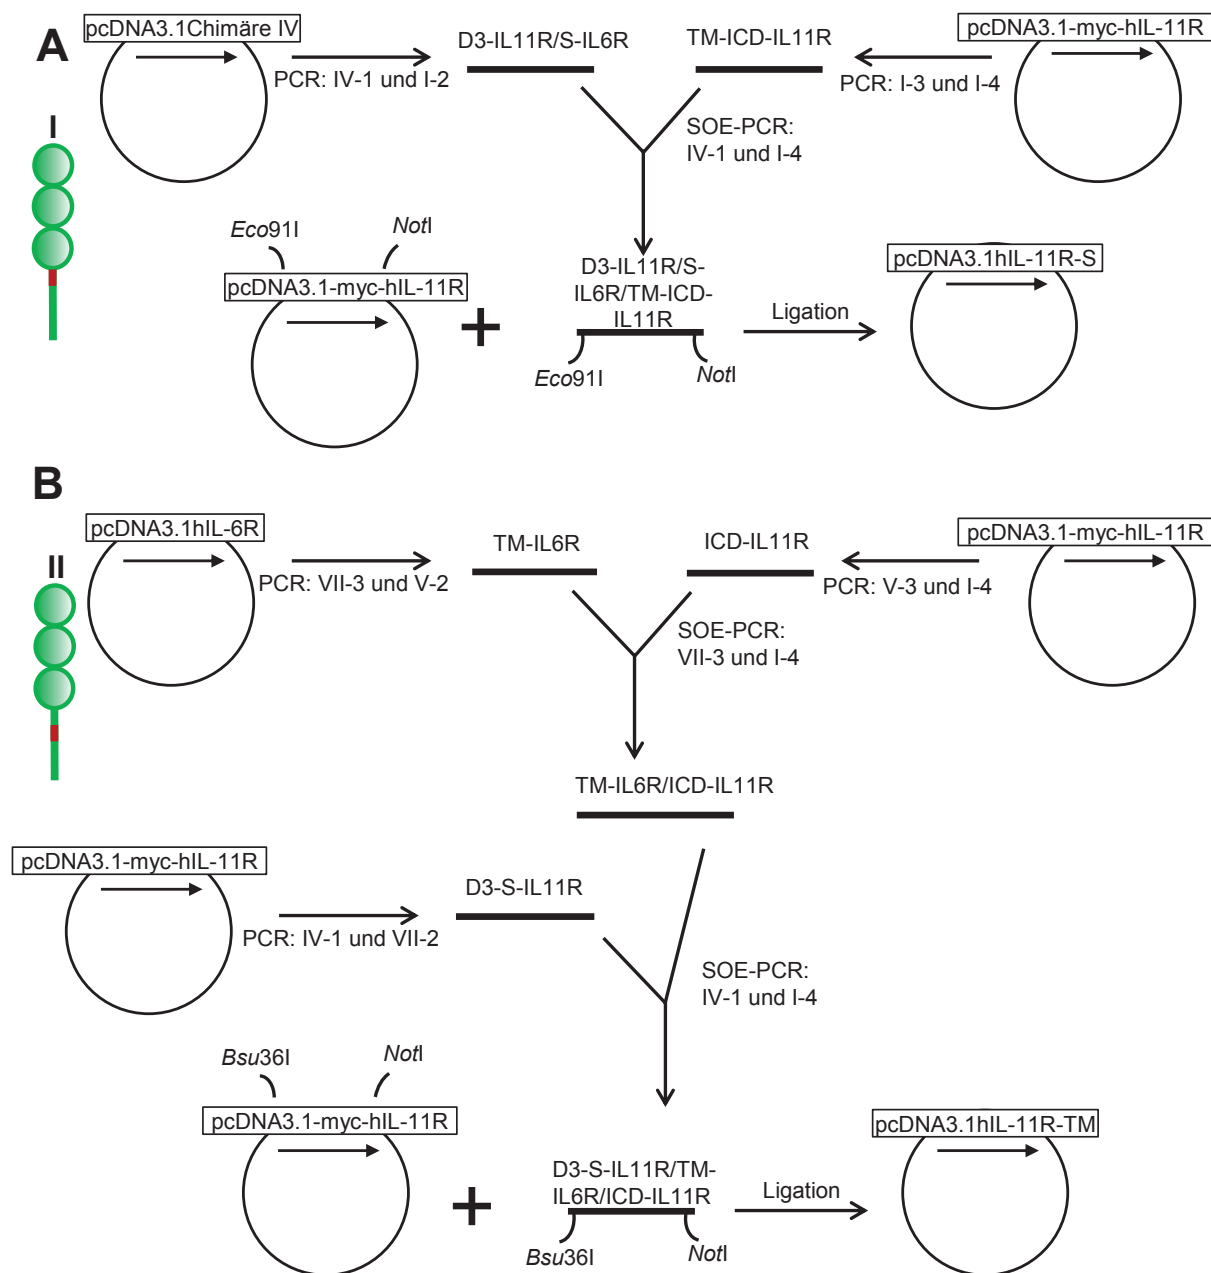 A
pcDNA3.1Chimäre IV
D3-IL11R/S-IL6R
TM-ICD-IL11R
pcDNA3.1-myc-hIL-11R
PCR: IV-1 und I-2
PCR: I-3 und I-4
I
SOE-PCR:
IV-1 und I-4
Eco91I
NotI
pcDNA3.1-myc-hIL-11R
D3-IL11R/S-
IL6R/TM-ICD-
IL11R
pcDNA3.1hIL-11R-S
Ligation
Eco91I
NotI
B
pcDNA3.1hIL-6R
TM-IL6R
ICD-IL11R
pcDNA3.1-myc-hIL-11R
II
PCR: VII-3 und V-2
PCR: V-3 und I-4
SOE-PCR:
VII-3 und I-4
TM-IL6R/ICD-IL11R
pcDNA3.1-myc-hIL-11R
D3-S-IL11R
PCR: IV-1 und VII-2
SOE-PCR:
IV-1 und I-4
Bsu36I
NotI
pcDNA3.1-myc-hIL-11R
pcDNA3.1hIL-11R-TM
D3-S-IL11R/TM-
IL6R/ICD-IL11R
Ligation
Bsu36I
NotI